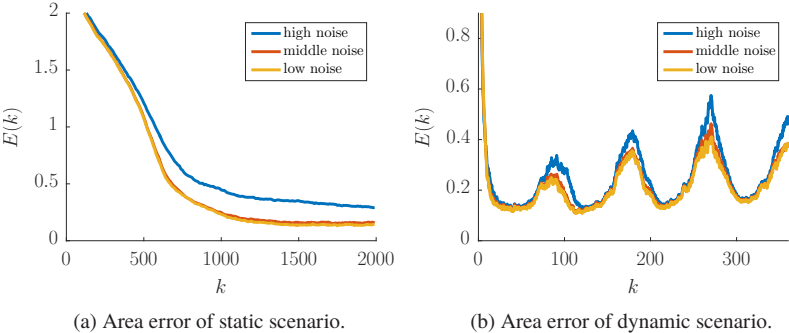 2
1.5
1
0.5
0
E(k)
0
500
1000
1500
2000
k
high noise
middle noise
low noise
(a) Area error of static scenario.
0.8
0.6
0.4
0.2
0
E(k)
0
100
200
300
k
high noise
middle noise
low noise
(b) Area error of dynamic scenario.